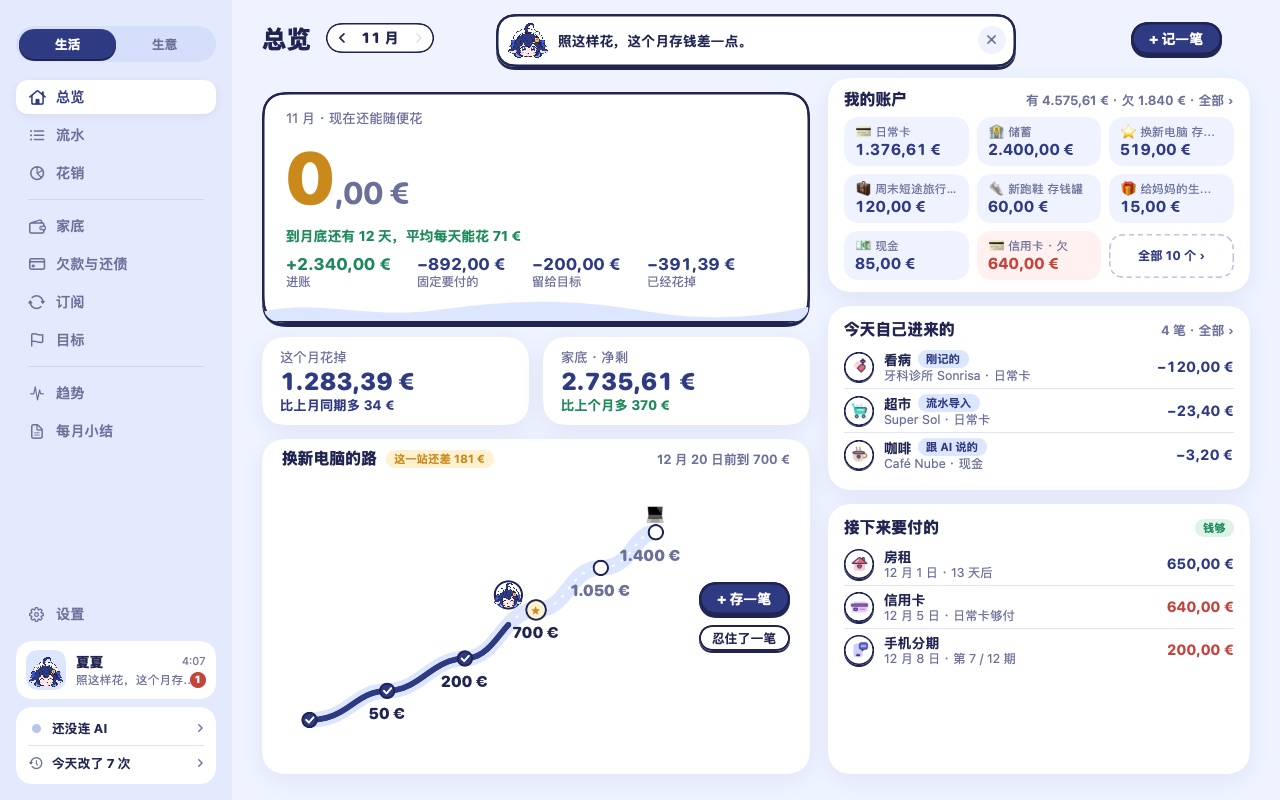 生活
生意
总览
流水
花销
家底
欠款与还债
订阅
目标
趋势
每月小结
设置
夏夏
4:07
照这样花，这个月存...
1
还没连 AI
今天改了 7 次
总览
11 月
照这样花，这个月存钱差一点。
+ 记一笔
11 月 · 现在还能随便花
0,00 €
到月底还有 12 天，平均每天能花 71 €
+2.340,00 €
进账
−892,00 €
固定要付的
−200,00 €
留给目标
−391,39 €
已经花掉
这个月花掉
1.283,39 €
比上月同期多 34 €
家底 · 净剩
2.735,61 €
比上个月多 370 €
换新电脑的路
这一站还差 181 €
12 月 20 日前到 700 €
50 €
200 €
700 €
1.050 €
1.400 €
+ 存一笔
忍住了一笔
我的账户
有 4.575,61 € · 欠 1.840 € · 全部 ›
日常卡
1.376,61 €
储蓄
2.400,00 €
换新电脑 存...
519,00 €
周末短途旅行...
120,00 €
新跑鞋 存钱罐
60,00 €
给妈妈的生...
15,00 €
现金
85,00 €
信用卡 · 欠
640,00 €
全部 10 个 ›
今天自己进来的
4 笔 · 全部 ›
看病
刚记的
牙科诊所 Sonrisa · 日常卡
−120,00 €
超市
流水导入
Super Sol · 日常卡
−23,40 €
咖啡
跟 AI 说的
Café Nube · 现金
−3,20 €
接下来要付的
钱够
房租
12 月 1 日 · 13 天后
650,00 €
信用卡
12 月 5 日 · 日常卡够付
640,00 €
手机分期
12 月 8 日 · 第 7 / 12 期
200,00 €